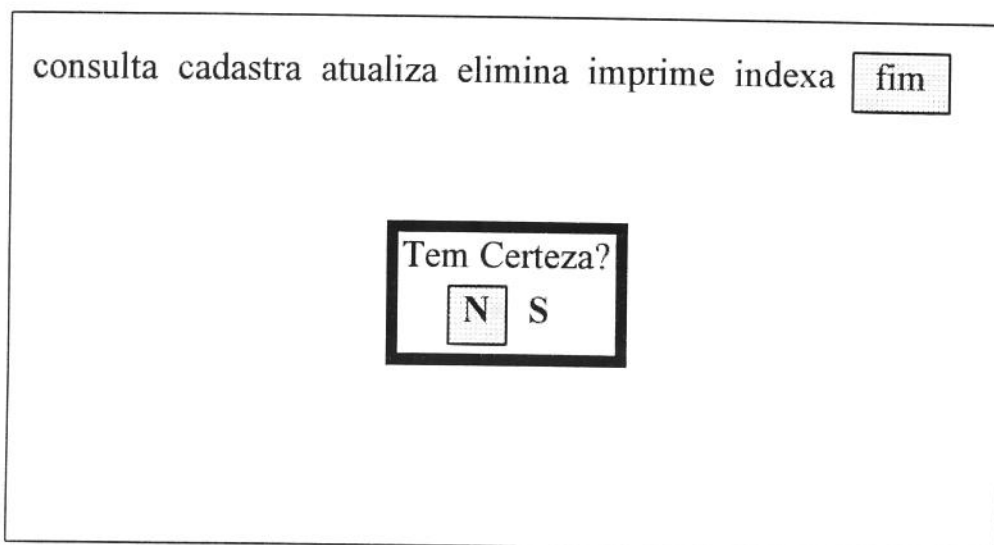 consulta cadastra atualiza elimina imprime indexa fim
Tem Certeza?
N S